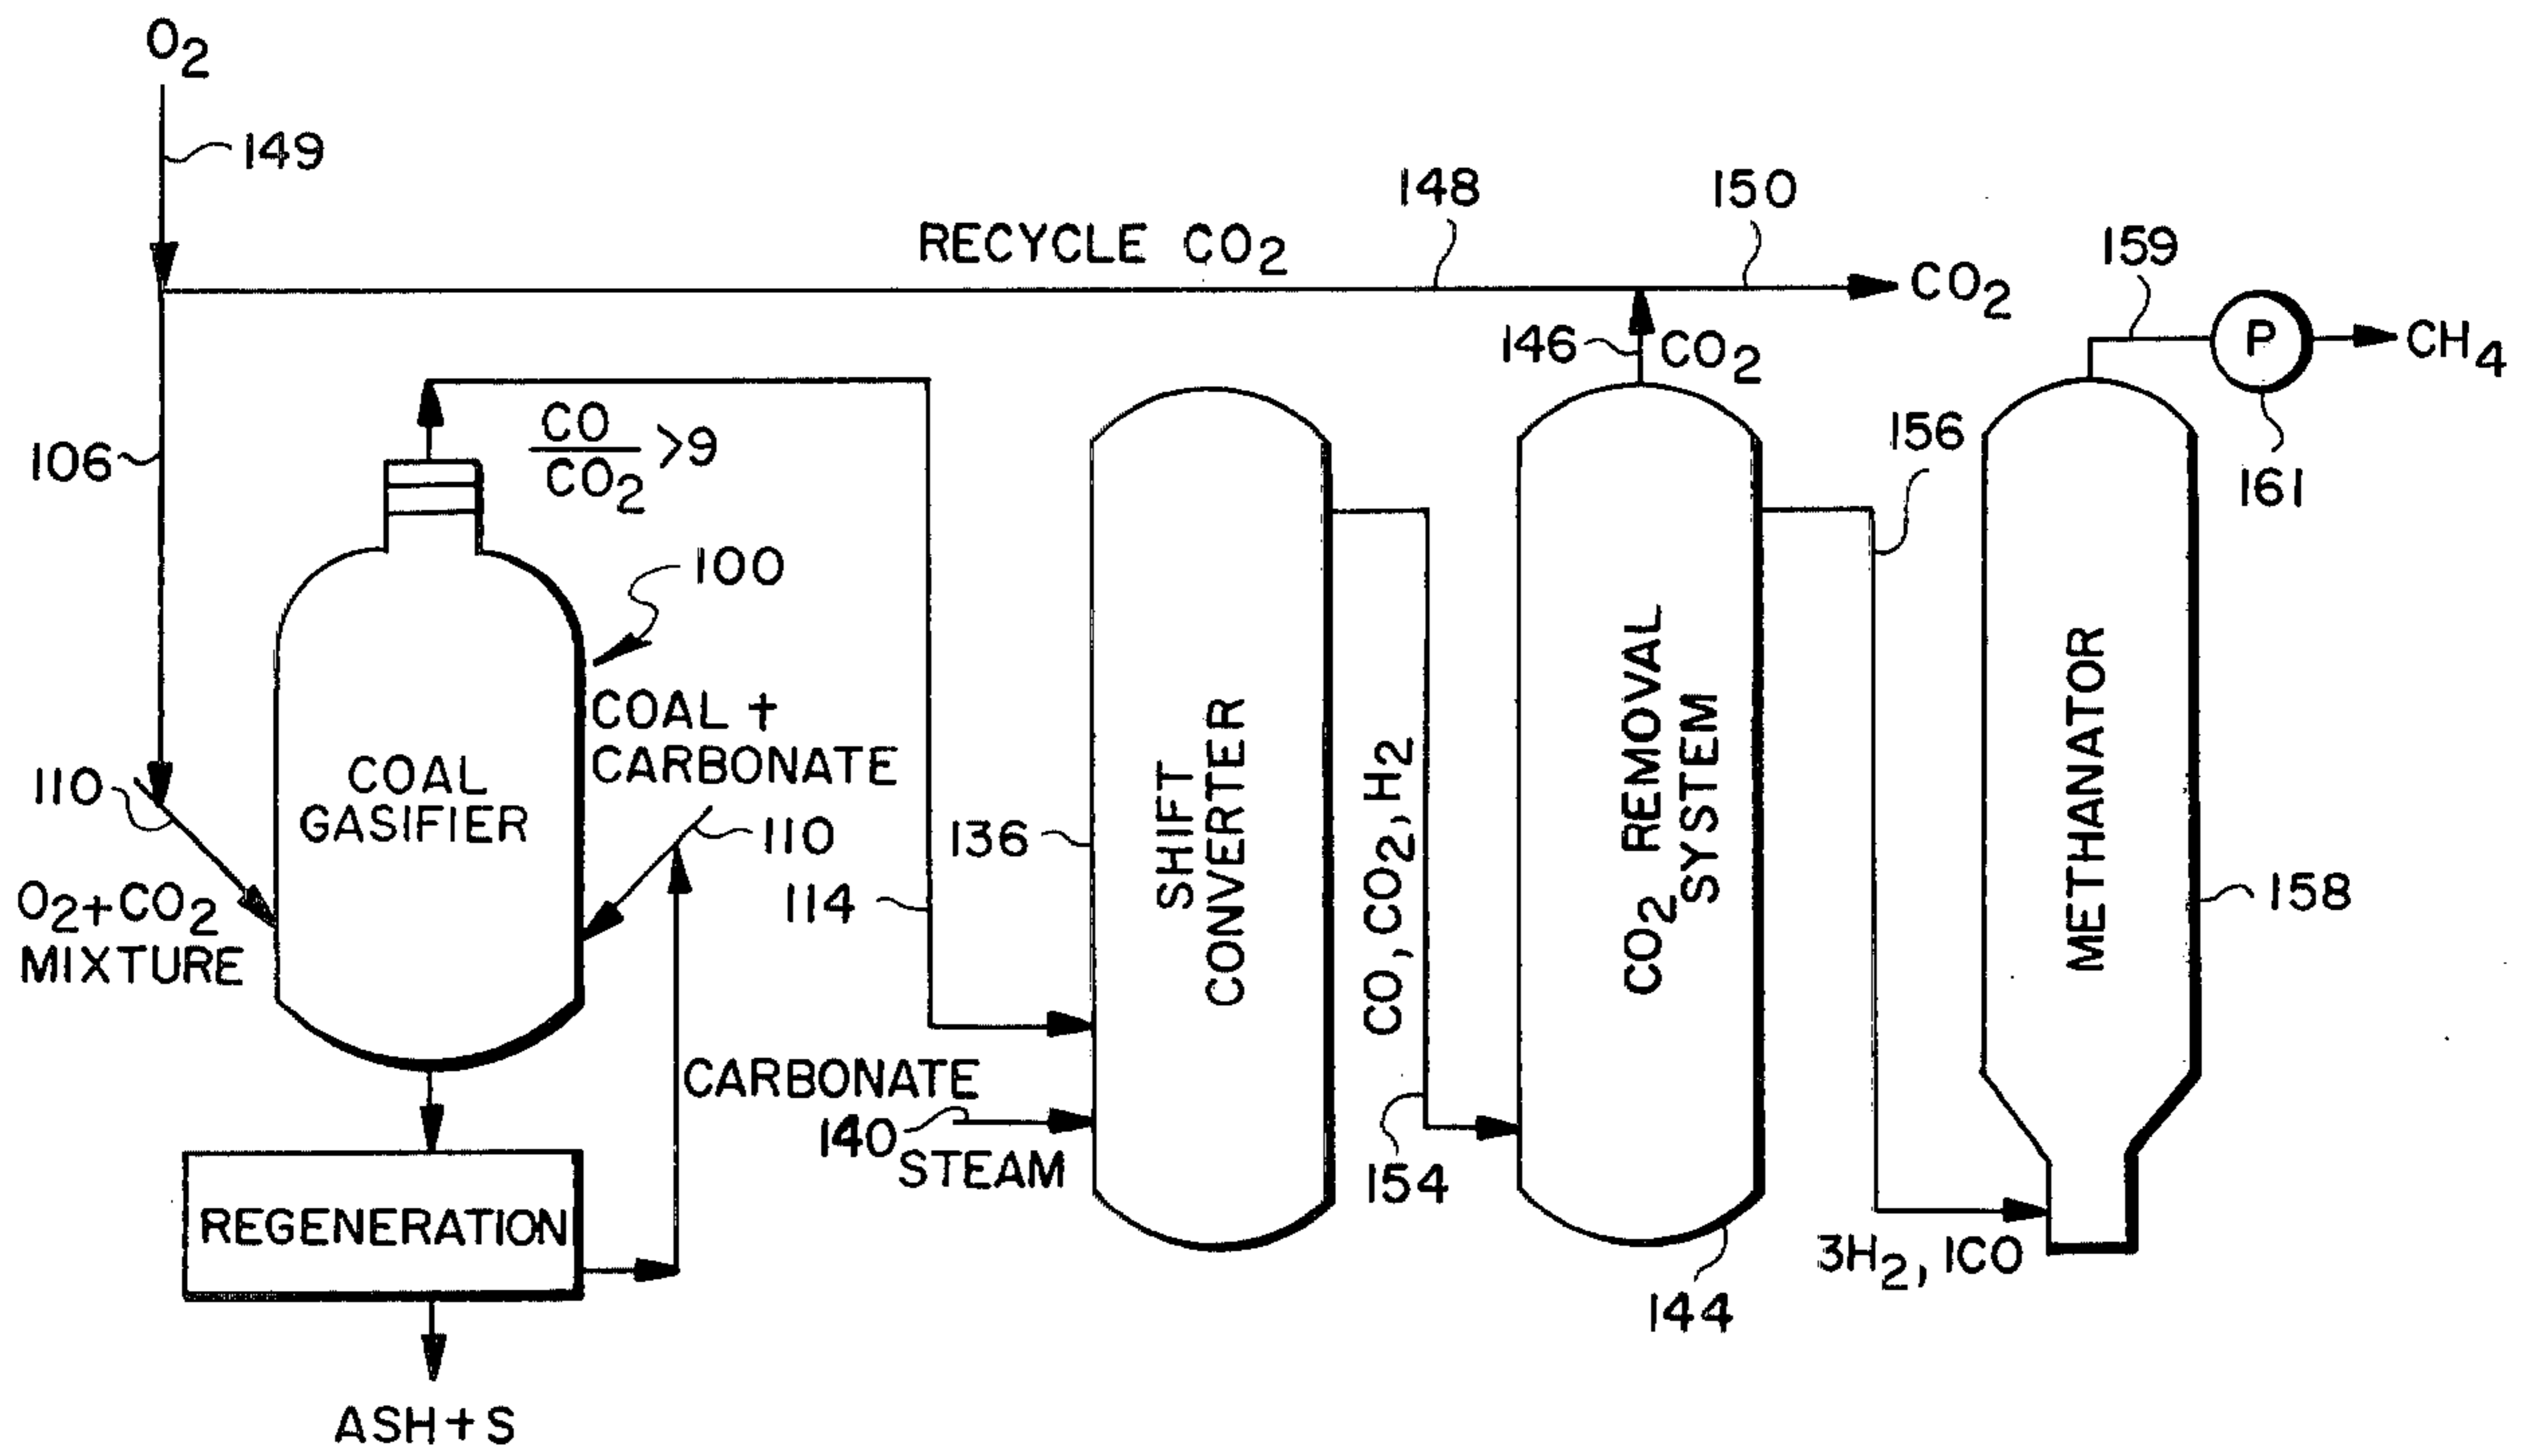 O2
149
148
150
RECYCLE CO2
159
CO2
P
CH4
146
CO2
CO
CO2
>9
156
106
161
100
COAL +
CARBONATE
COAL
GASIFIER
110
110
O2+CO2
MIXTURE
114
136
SHIFT
CONVERTER
CO, CO2, H2
CO2 REMOVAL
SYSTEM
METHANATOR
158
CARBONATE
140
STEAM
154
REGENERATION
3H2, 1CO
144
ASH+S